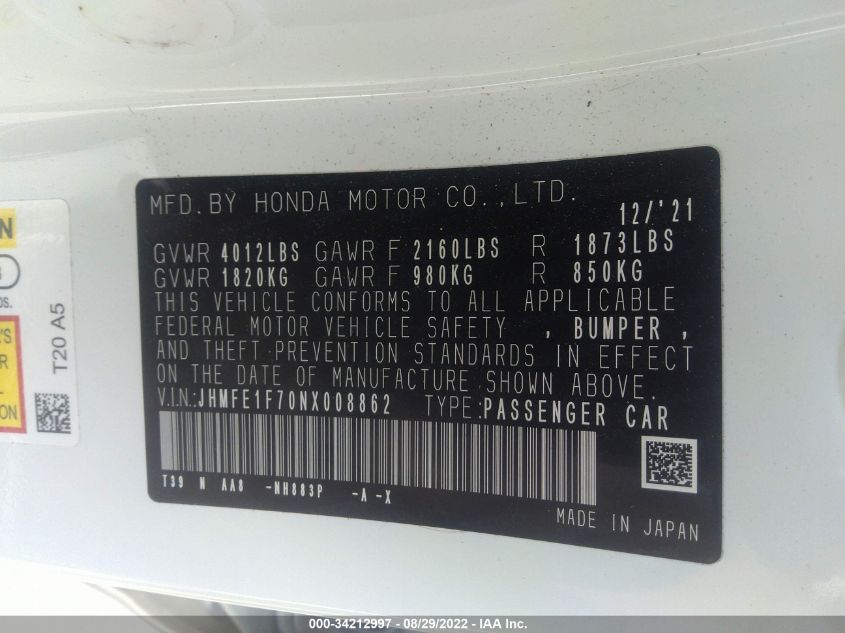 MFD. BY HONDA MOTOR CO., LTD. 12/'21
GVWR 4012LBS GAWR F 2160LBS R 1873LBS
GVWR 1820KG GAWR F 980KG R 850KG
THIS VEHICLE CONFORMS TO ALL APPLICABLE
FEDERAL MOTOR VEHICLE SAFETY , BUMPER ,
AND THEFT PREVENTION STANDARDS IN EFFECT
ON THE DATE OF MANUFACTURE SHOWN ABOVE.
V.I.N.:JHMFE1F70NX008862 TYPE:PASSENGER CAR
T39 N AA8 -NH883P -A -X
MADE IN JAPAN
T20 A5
000-34212997 - 08/29/2022 - IAA Inc.